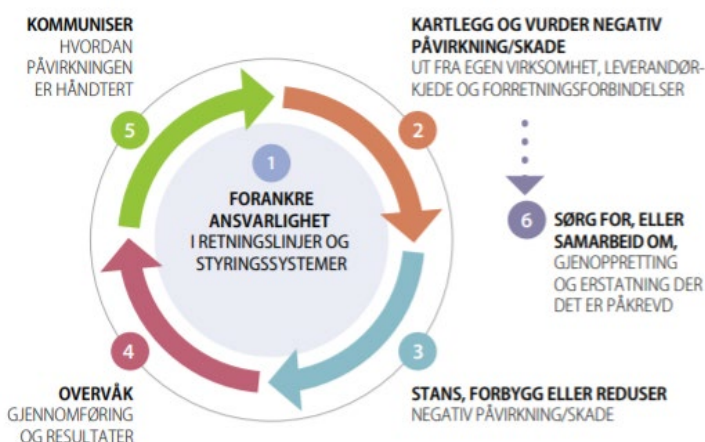 1
FORANKRE
ANSVARLIGHET
I RETNINGSLINJER OG
STYRINGSSYSTEMER
2
KARTLEGG OG VURDER NEGATIV
PÅVIRKNING/SKADE
UT FRA EGEN VIRKSOMHET, LEVERANDØR-
KJEDE OG FORRETNINGSFORBINDELSER
3
STANS, FORBYGG ELLER REDUSER
NEGATIV PÅVIRKNING/SKADE
4
OVERVÅK
GJENNOMFØRING
OG RESULTATER
5
KOMMUNISER
HVORDAN
PÅVIRKNINGEN
ER HÅNDTERT
6
SØRG FOR, ELLER
SAMARBEID OM,
GJENOPPRETTING
OG ERSTATNING DER
DET ER PÅKREVD